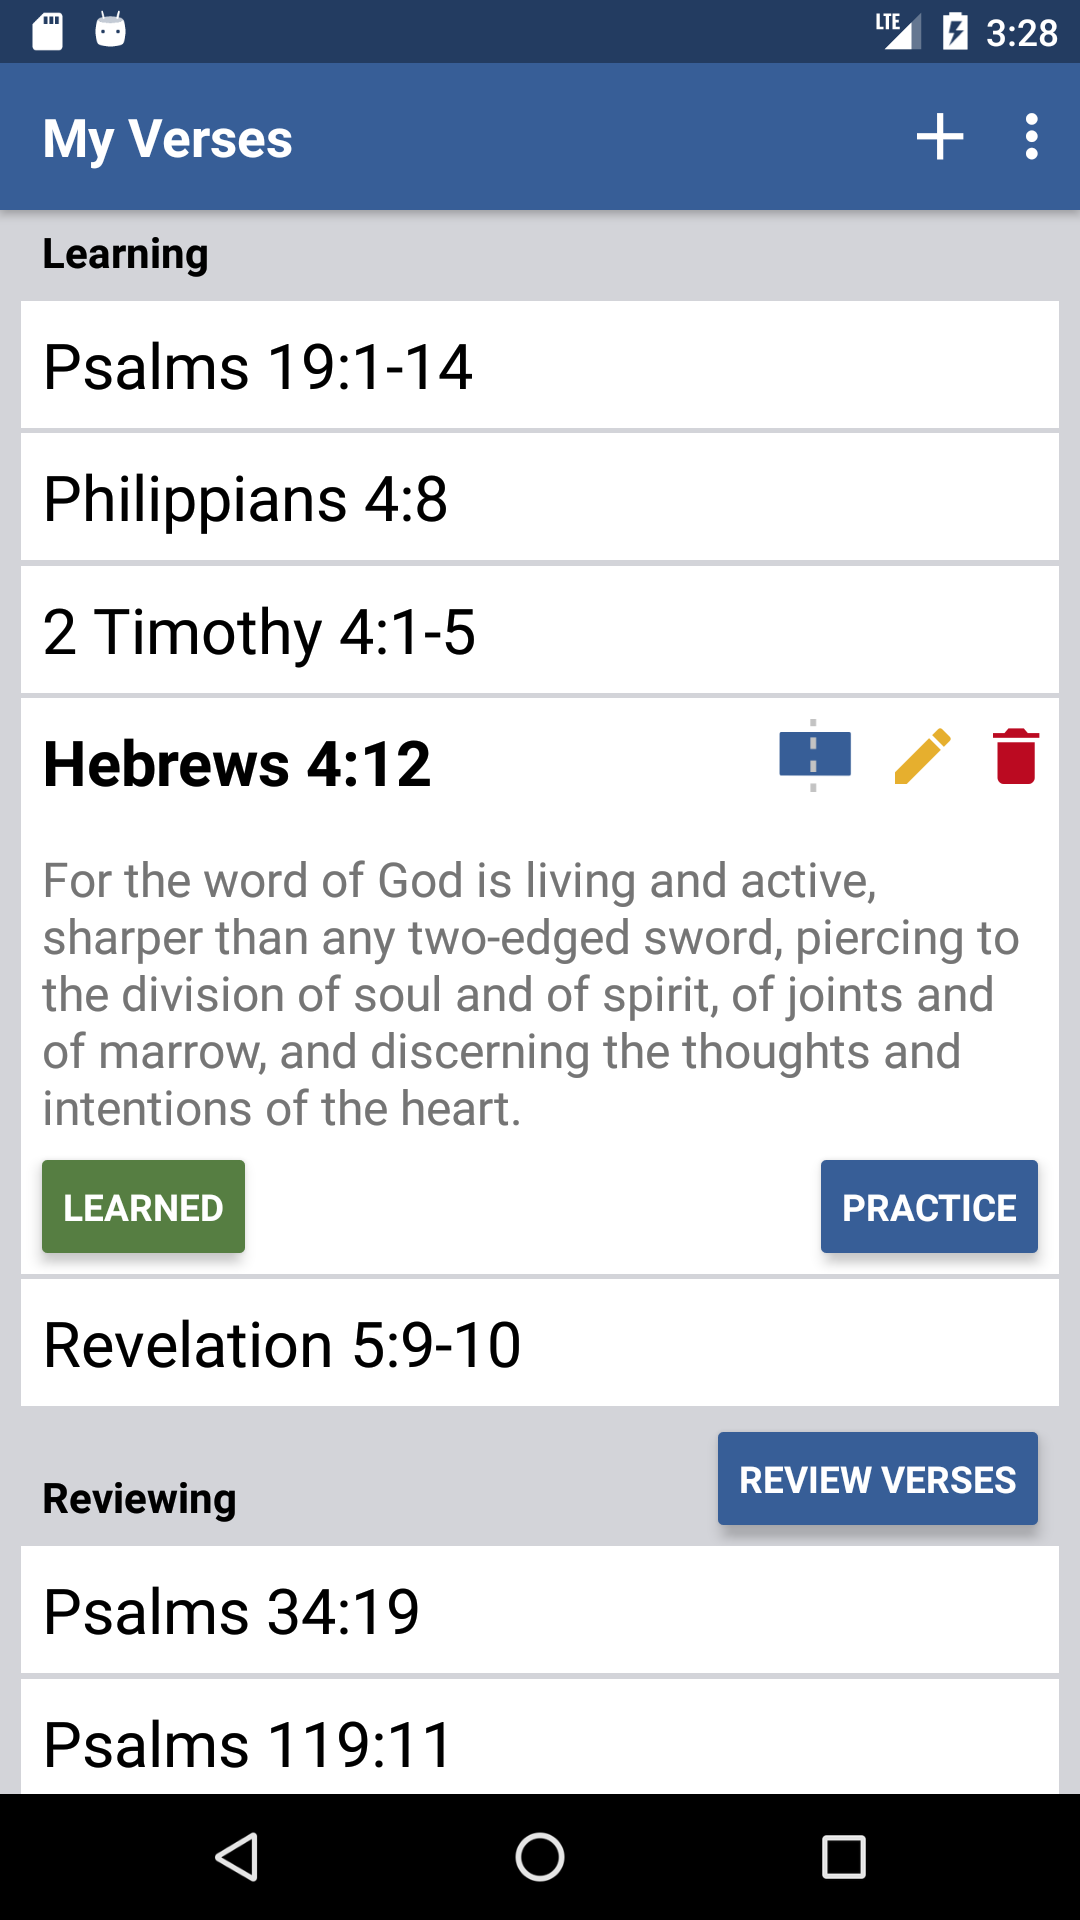 LTE 3:28
My Verses
Learning
Psalms 19:1-14
Philippians 4:8
2 Timothy 4:1-5
Hebrews 4:12
For the word of God is living and active,
sharper than any two-edged sword, piercing to
the division of soul and of spirit, of joints and
of marrow, and discerning the thoughts and
intentions of the heart.
LEARNED PRACTICE
Revelation 5:9-10
REVIEW VERSES
Reviewing
Psalms 34:19
Psalms 119:11